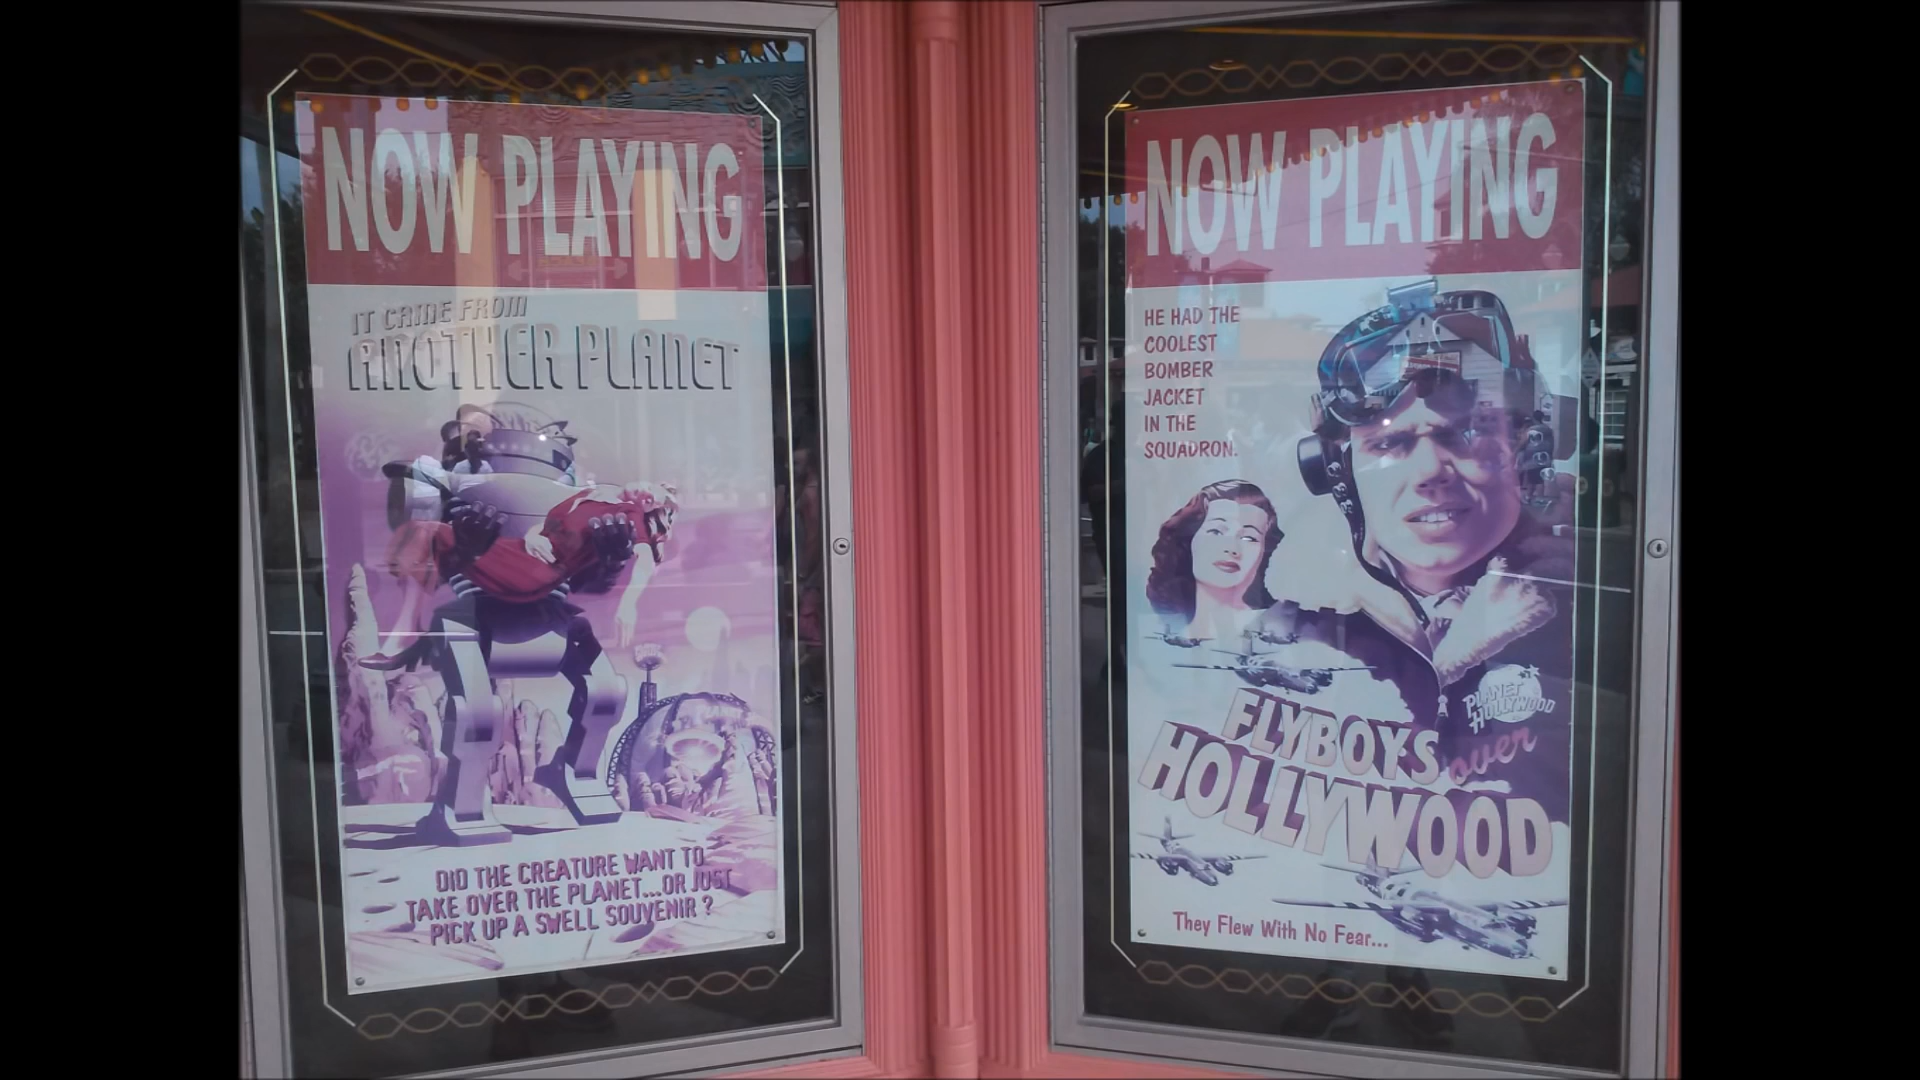 NOW PLAYING
IT CAME FROM
ANOTHER PLANET
DID THE CREATURE WANT TO
TAKE OVER THE PLANET...OR JUST
PICK UP A SWELL SOUVENIR ?
NOW PLAYING
HE HAD THE
COOLEST
BOMBER
JACKET
IN THE
SQUADRON.
PLANET
HOLLYWOOD
FLYBOYS
over
HOLLYWOOD
They Flew With No Fear...